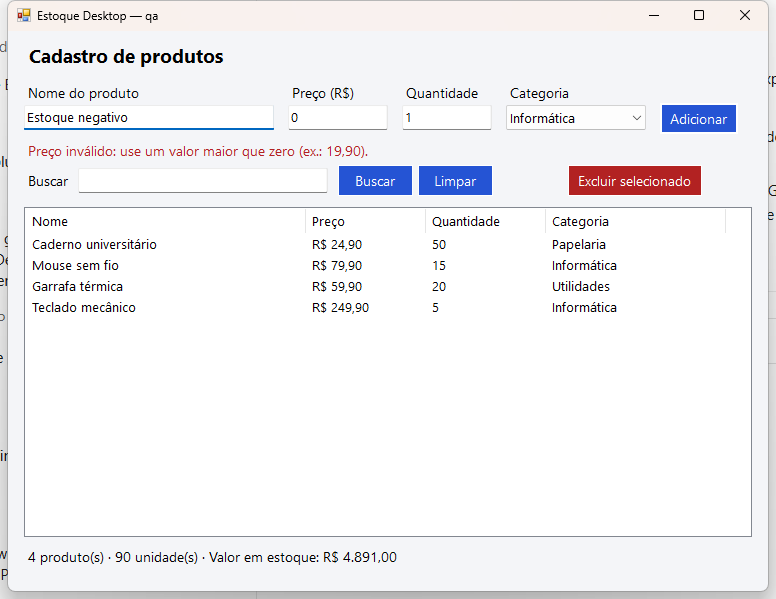 Estoque Desktop — qa
Cadastro de produtos
Nome do produto Preço (R$) Quantidade Categoria
Estoque negativo 0 1 Informática Adicionar
Preço inválido: use um valor maior que zero (ex.: 19,90).
Buscar Buscar Limpar Excluir selecionado
Nome Preço Quantidade Categoria
Caderno universitário R$ 24,90 50 Papelaria
Mouse sem fio R$ 79,90 15 Informática
Garrafa térmica R$ 59,90 20 Utilidades
Teclado mecânico R$ 249,90 5 Informática
4 produto(s) · 90 unidade(s) · Valor em estoque: R$ 4.891,00